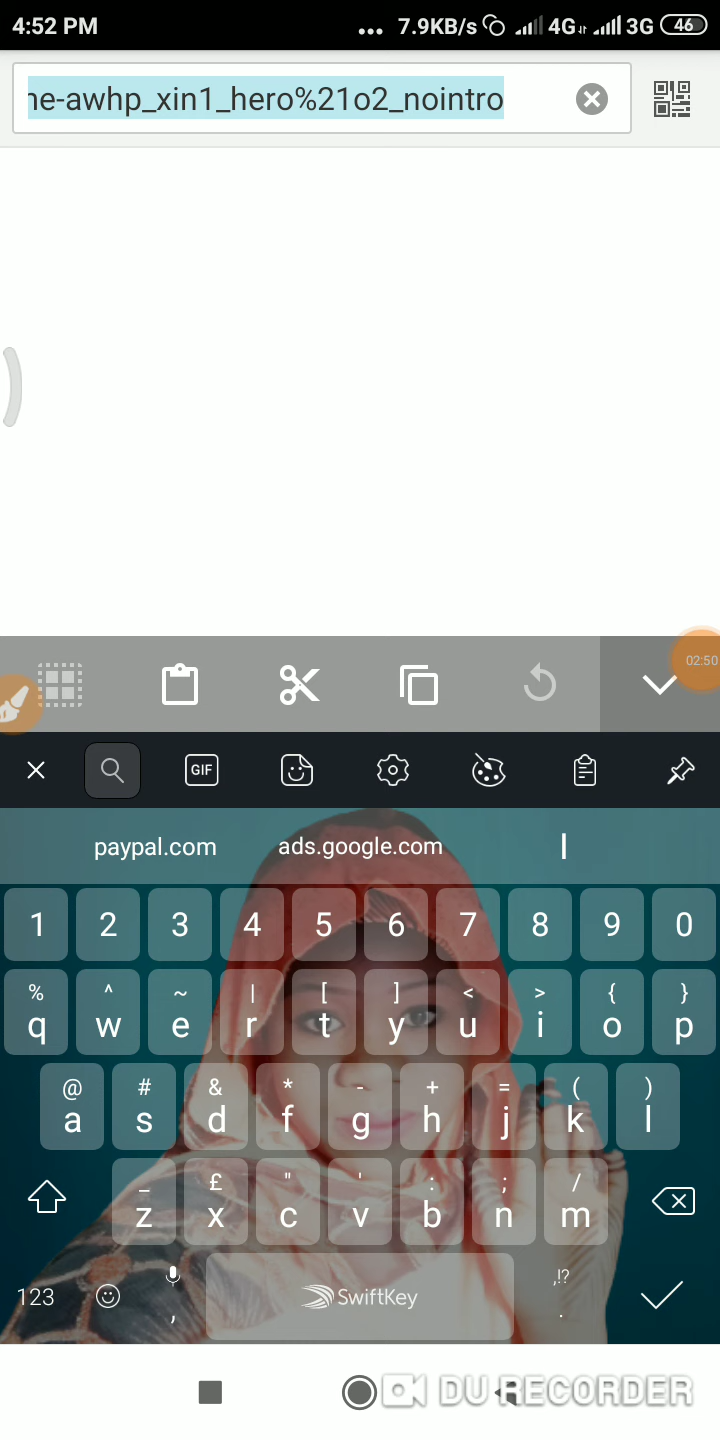 4:52 PM ... 7.9KB/s 4G 3G 46
ne-awhp_xin1_hero%21o2_nointro
02:50
GIF
paypal.com ads.google.com I
1 2 3 4 5 6 7 8 9 0
% ^ ~ | [ ] < > { }
q w e r t y u i o p
@ # & * - + = ( )
a s d f g h j k l
_ £ " ' : ; /
z x c v b n m
,!?
123 , SwiftKey .
DU RECORDER